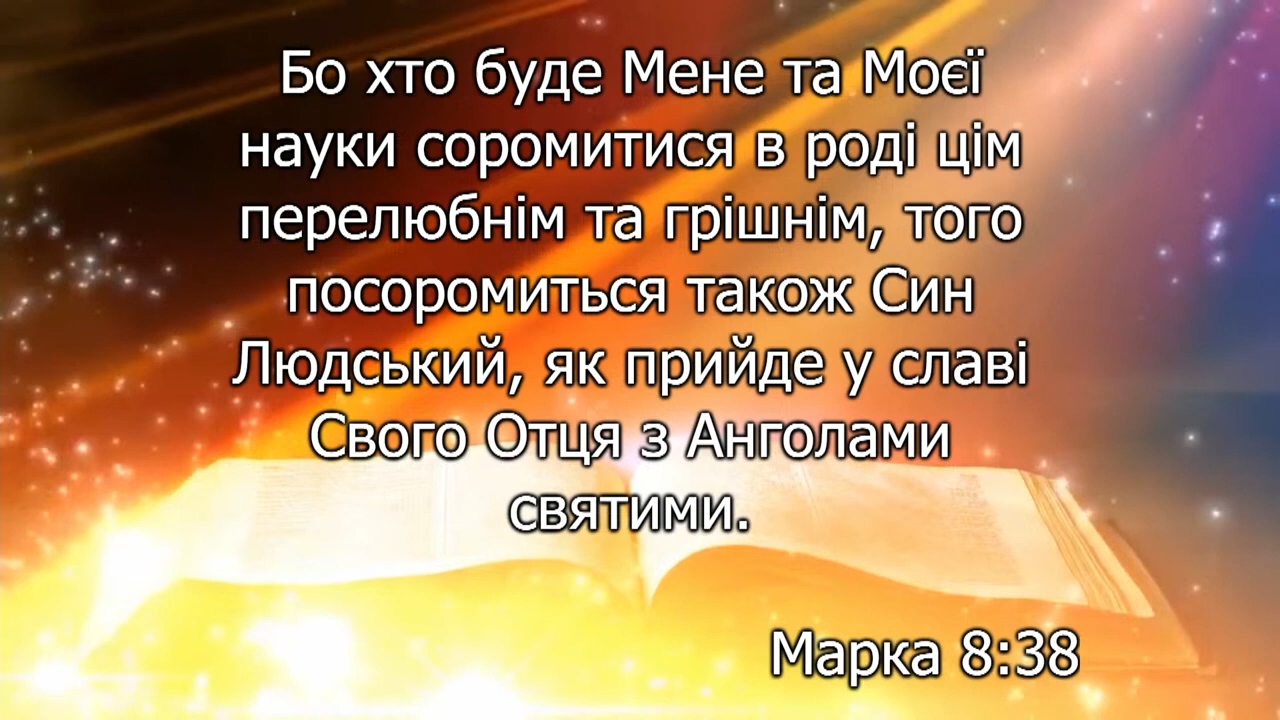 Бо хто буде Мене та Моєї
науки соромитися в роді цім
перелюбнім та грішнім, того
посоромиться також Син
Людський, як прийде у славі
Свого Отця з Анголами
святими.
Марка 8:38